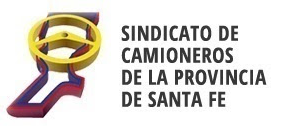 SINDICATO DE
CAMIONEROS
DE LA PROVINCIA
DE SANTA FE